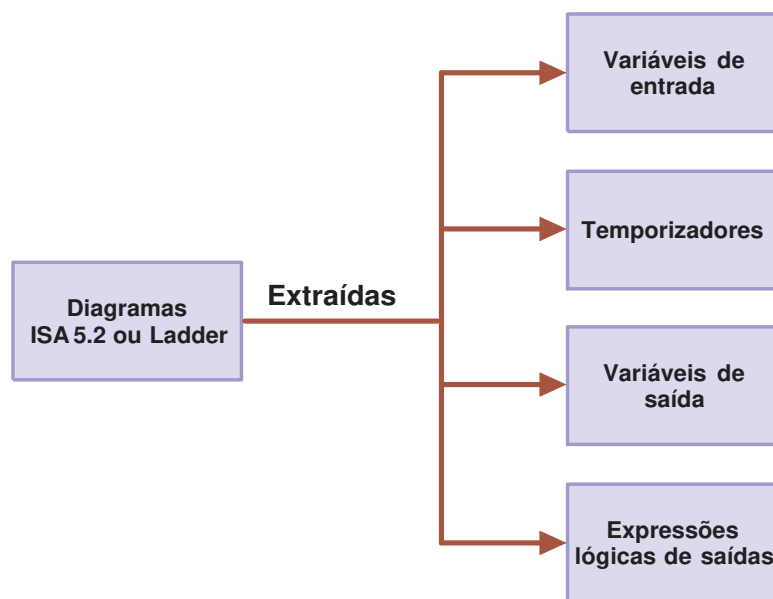 Variáveis de
entrada
Temporizadores
Extraídas
Diagramas
ISA 5.2 ou Ladder
Variáveis de
saída
Expressões
lógicas de saídas